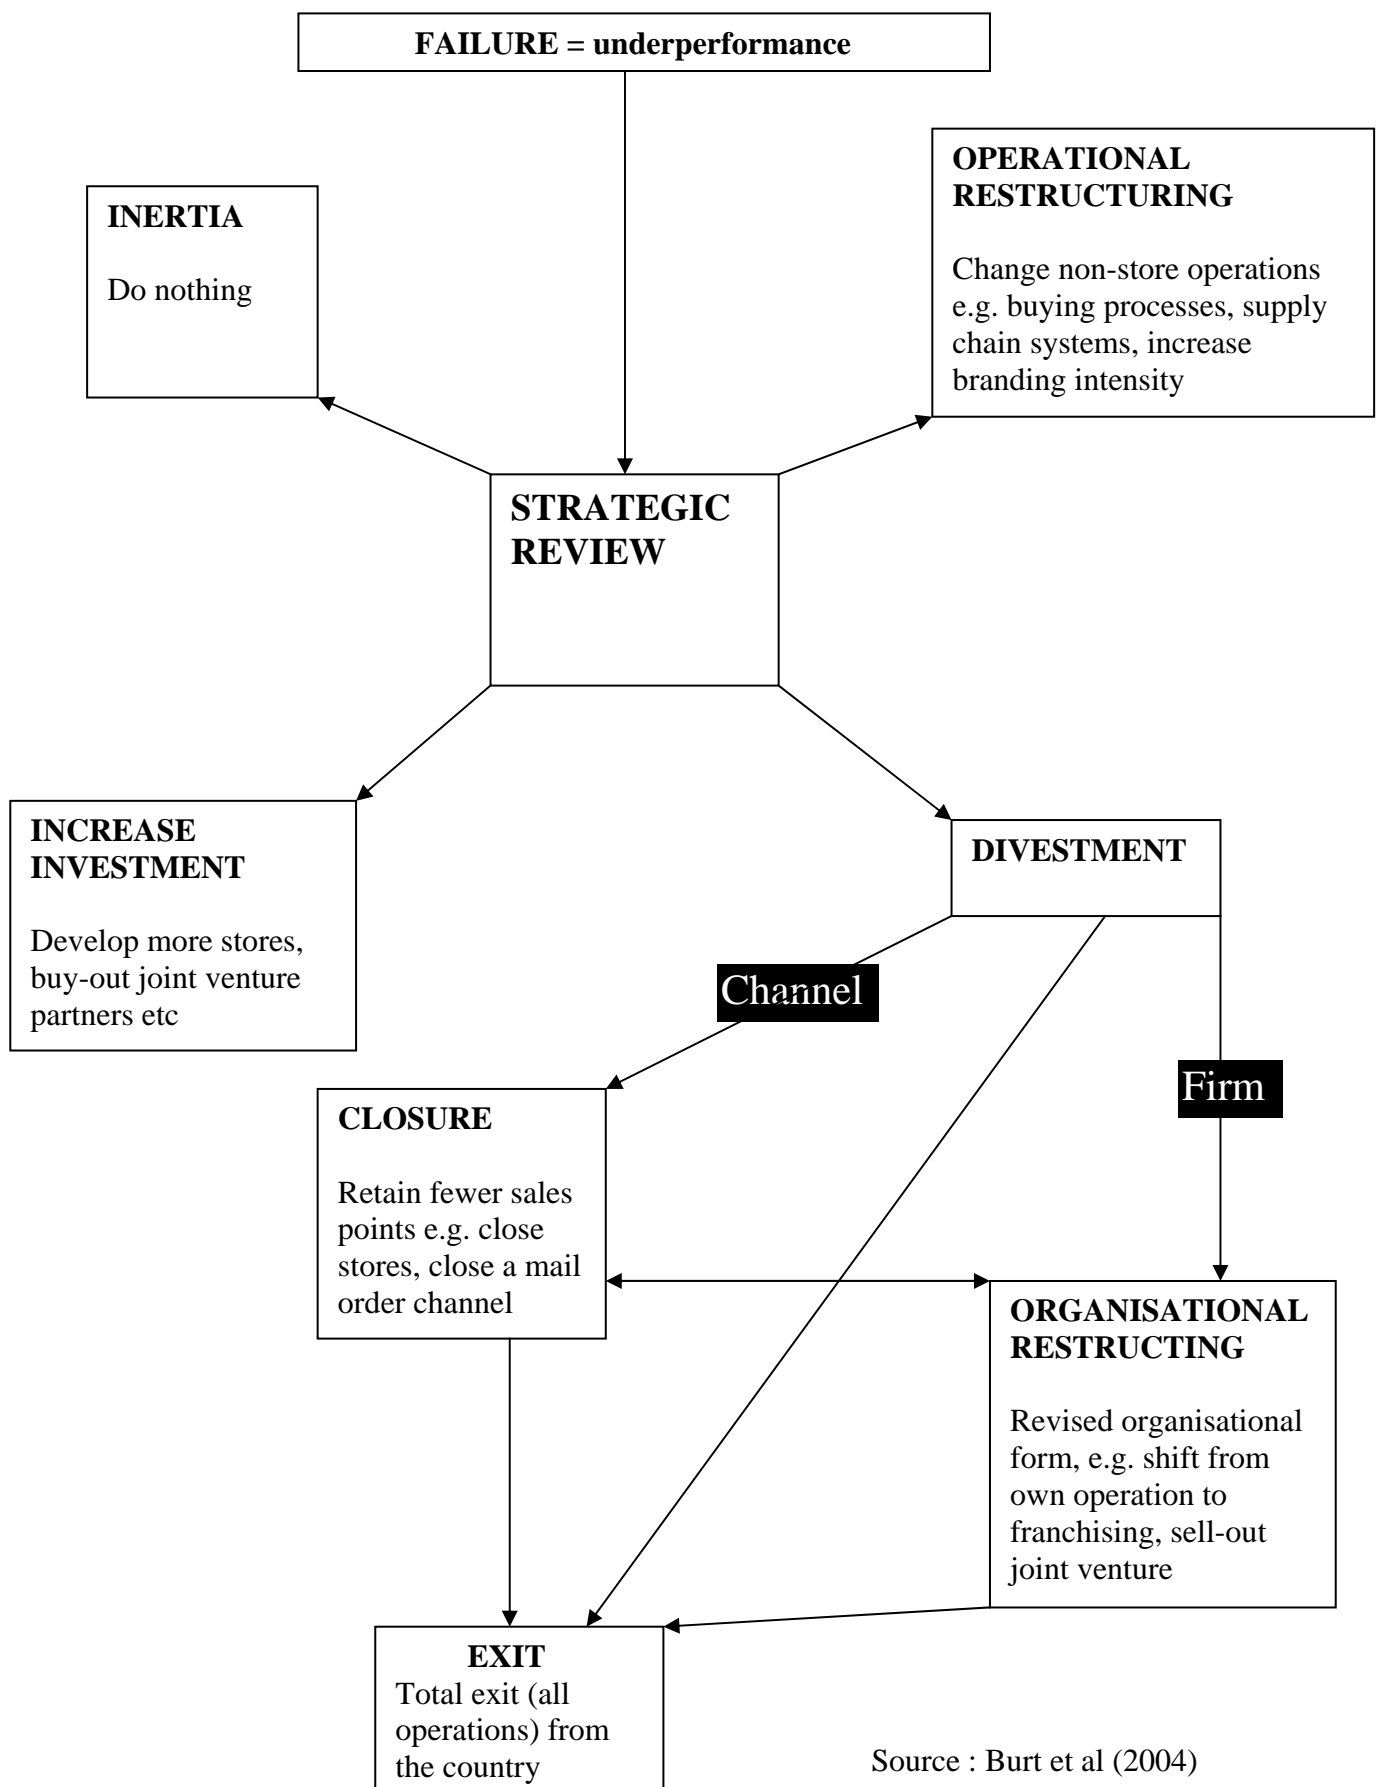 FAILURE = underperformance
INERTIA
Do nothing
OPERATIONAL
RESTRUCTURING
Change non-store operations
e.g. buying processes, supply
chain systems, increase
branding intensity
STRATEGIC
REVIEW
INCREASE
INVESTMENT
Develop more stores,
buy-out joint venture
partners etc
DIVESTMENT
Channel
Firm
CLOSURE
Retain fewer sales
points e.g. close
stores, close a mail
order channel
ORGANISATIONAL
RESTRUCTING
Revised organisational
form, e.g. shift from
own operation to
franchising, sell-out
joint venture
EXIT
Total exit (all
operations) from
the country
Source : Burt et al (2004)